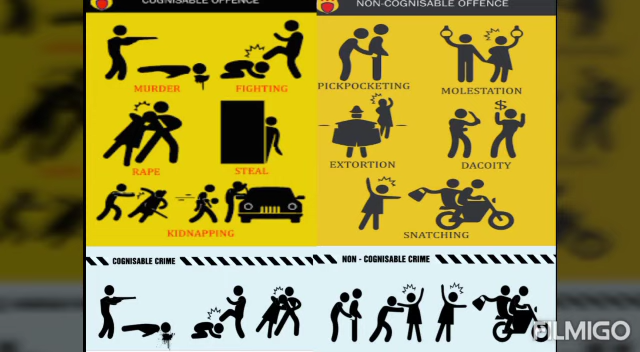 COGNISABLE OFFENCE
NON-COGNISABLE OFFENCE
MURDER
FIGHTING
RAPE
STEAL
KIDNAPPING
PICKPOCKETING
MOLESTATION
EXTORTION
$
DACOITY
SNATCHING
COGNISABLE CRIME
NON - COGNISABLE CRIME
FILMIGO